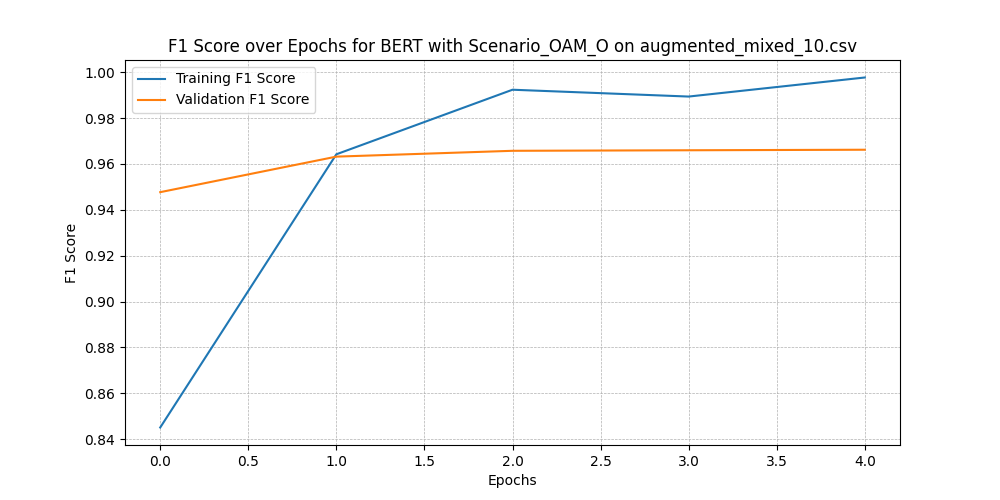 F1 Score over Epochs for BERT with Scenario_OAM_O on augmented_mixed_10.csv
Training F1 Score
Validation F1 Score
1.00
0.98
0.96
0.94
0.92
0.90
0.88
0.86
0.84
F1 Score
0.0 0.5 1.0 1.5 2.0 2.5 3.0 3.5 4.0
Epochs